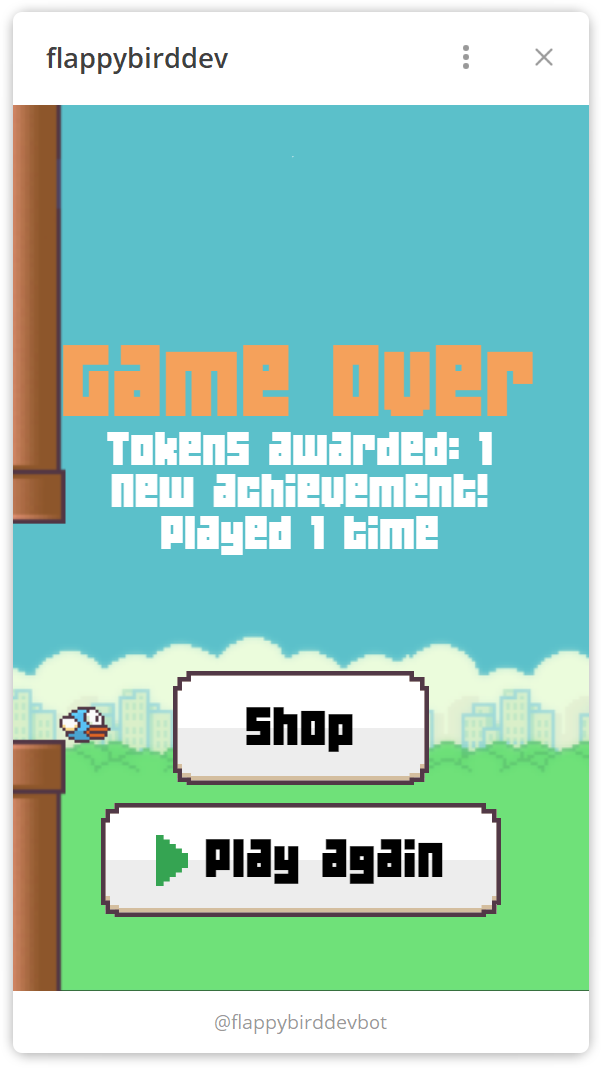 flappybirddev
Game Over
Tokens awarded: 1
New achievement!
Played 1 time
Shop
Play again
@flappybirddevbot